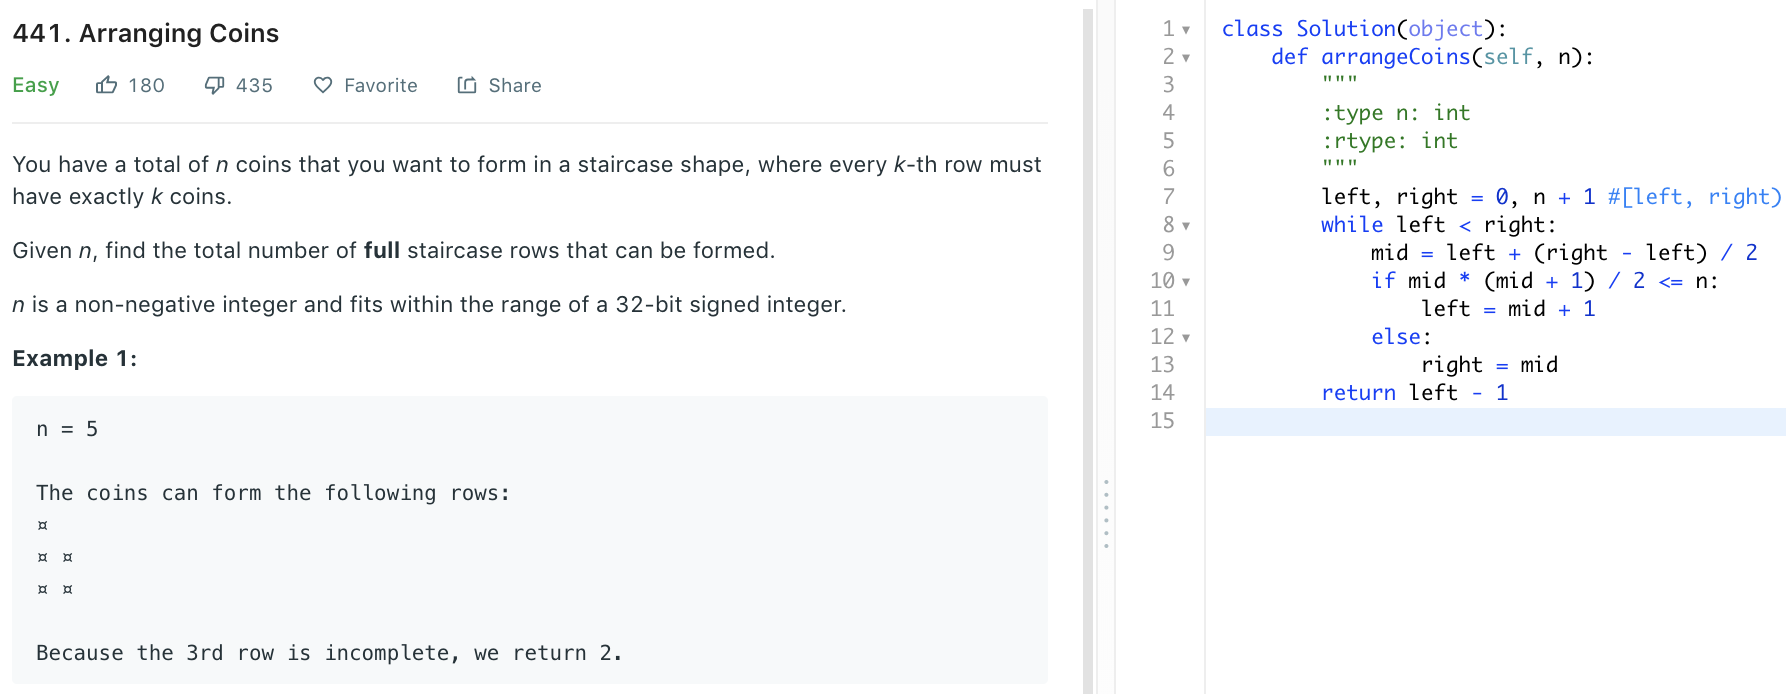 441. Arranging Coins
Easy 180 435 Favorite Share
You have a total of n coins that you want to form in a staircase shape, where every k-th row must
have exactly k coins.
Given n, find the total number of full staircase rows that can be formed.
n is a non-negative integer and fits within the range of a 32-bit signed integer.
Example 1:
n = 5
The coins can form the following rows:
¤
¤ ¤
¤ ¤
Because the 3rd row is incomplete, we return 2.
1 class Solution(object):
2     def arrangeCoins(self, n):
3         """
4         :type n: int
5         :rtype: int
6         """
7         left, right = 0, n + 1 #[left, right)
8         while left < right:
9             mid = left + (right - left) / 2
10             if mid * (mid + 1) / 2 <= n:
11                 left = mid + 1
12             else:
13                 right = mid
14         return left - 1
15